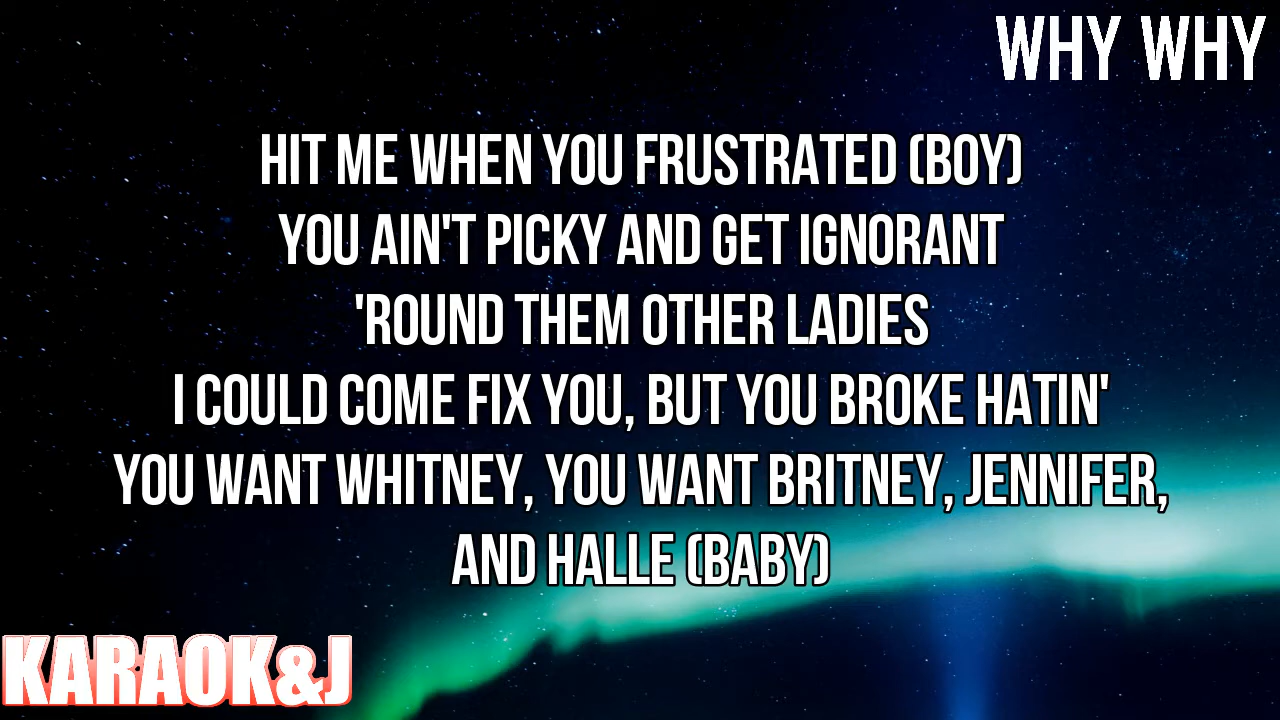 WHY WHY
HIT ME WHEN YOU FRUSTRATED (BOY)
YOU AIN'T PICKY AND GET IGNORANT
'ROUND THEM OTHER LADIES
I COULD COME FIX YOU, BUT YOU BROKE HATIN'
YOU WANT WHITNEY, YOU WANT BRITNEY, JENNIFER,
AND HALLE (BABY)
KARAOK&J